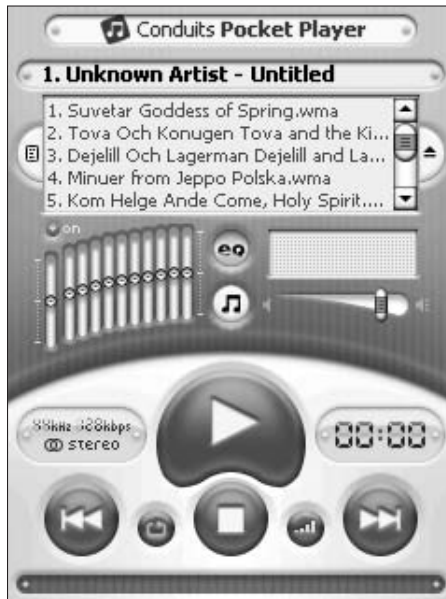 Conduits Pocket Player
1. Unknown Artist - Untitled
1. Suvetar Goddess of Spring.wma
2. Tova Och Konugen Tova and the Ki...
3. Dejelill Och Lagerman Dejelill and La...
4. Minuer from Jeppo Polska.wma
5. Kom Helge Ande Come, Holy Spirit....
on
eq
kHz 128kbps
stereo
00:00